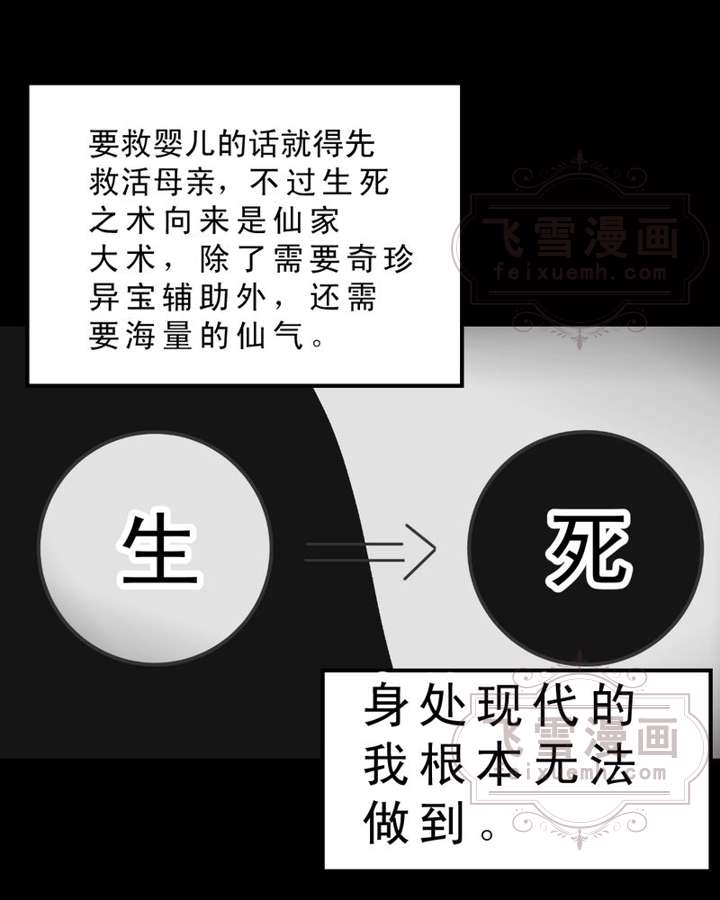 要救婴儿的话就得先
救活母亲，不过生死
之术向来是仙家
大术，除了需要奇珍
异宝辅助外，还需
要海量的仙气。
飞雪漫画
feixuemh.com
生
死
身处现代的
我根本无法
做到。
飞雪漫画
feixuemh.com